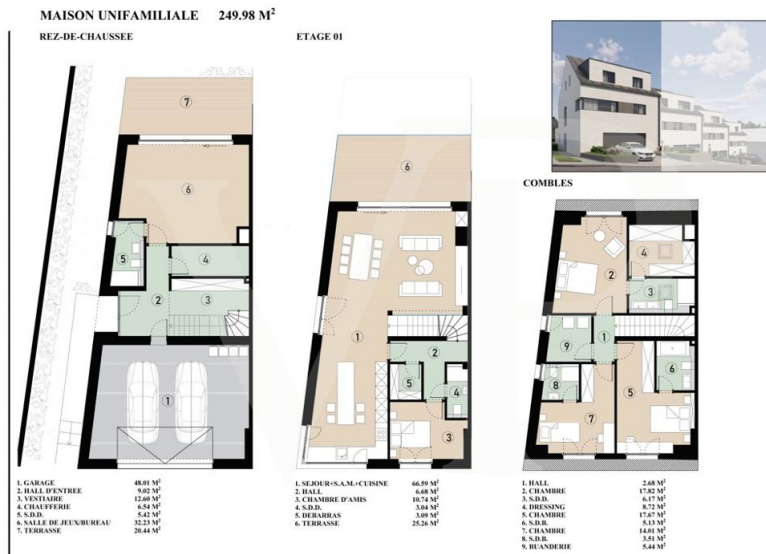 MAISON UNIFAMILIALE 249.98 M²
REZ-DE-CHAUSSEE
7
6
5
4
3
2
1
1. GARAGE 48.01 M²
2. HALL D'ENTREE 9.02 M²
3. VESTIAIRE 12.60 M²
4. CHAUFFERIE 6.54 M²
5. S.D.D. 5.42 M²
6. SALLE DE JEUX/BUREAU 32.23 M²
7. TERRASSE 20.44 M²
ETAGE 01
6
1
2
5
4
3
1. SEJOUR+S.A.M.+CUISINE 66.59 M²
2. HALL 6.68 M²
3. CHAMBRE D'AMIS 10.74 M²
4. S.D.D. 3.04 M²
5. DEBARRAS 3.09 M²
6. TERRASSE 25.26 M²
COMBLES
4
2
3
1
9
6
8
5
7
1. HALL 2.68 M²
2. CHAMBRE 17.82 M²
3. S.D.D. 6.17 M²
4. DRESSING 8.72 M²
5. CHAMBRE 17.67 M²
6. S.D.B. 5.13 M²
7. CHAMBRE 14.01 M²
8. S.D.B. 3.51 M²
9. BUANDERIE 5.44 M²